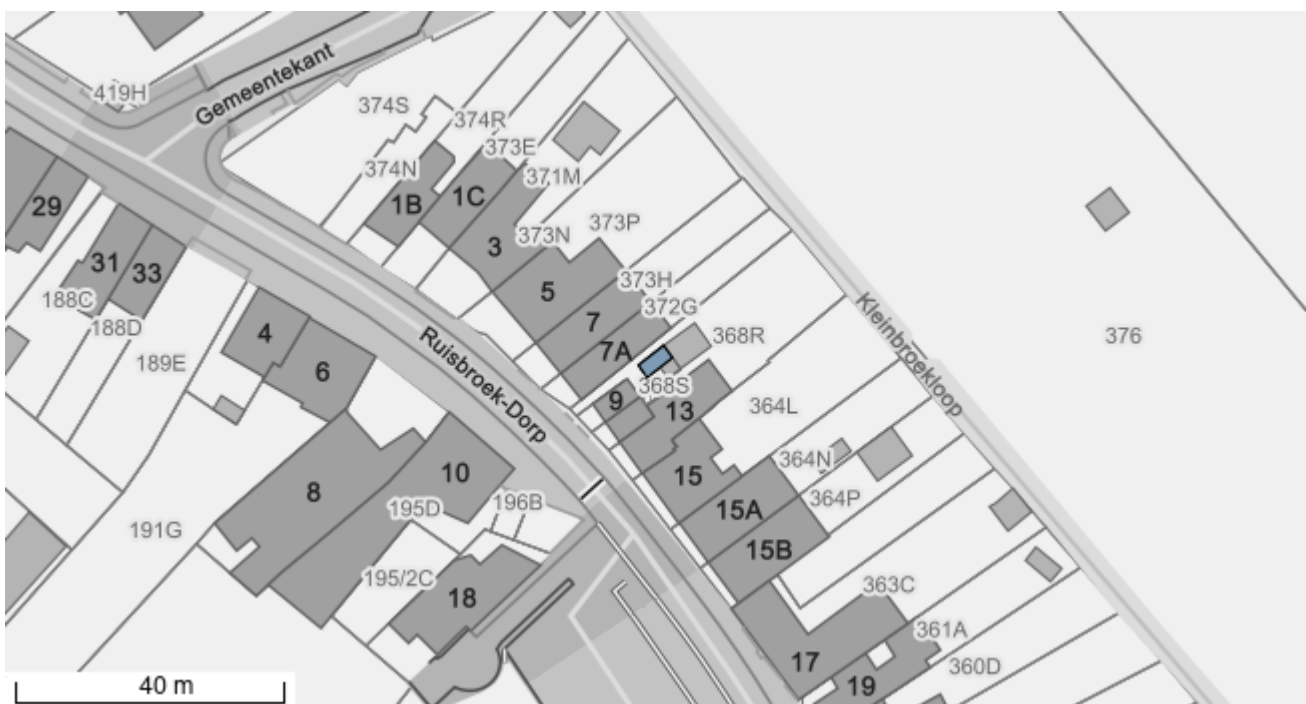 Gemeentekant
419H
374S
374R
374N
373E
371M
1B
1C
29
31
33
3
373N
373P
188C
188D
189E
4
6
5
7
373H
372G
7A
368R
368S
9
13
Ruisbroek-Dorp
Kleinbroekloop
376
364L
8
10
15
364N
15A
364P
15B
191G
195D
196B
195/2C
18
363C
361A
360D
17
19
40 m